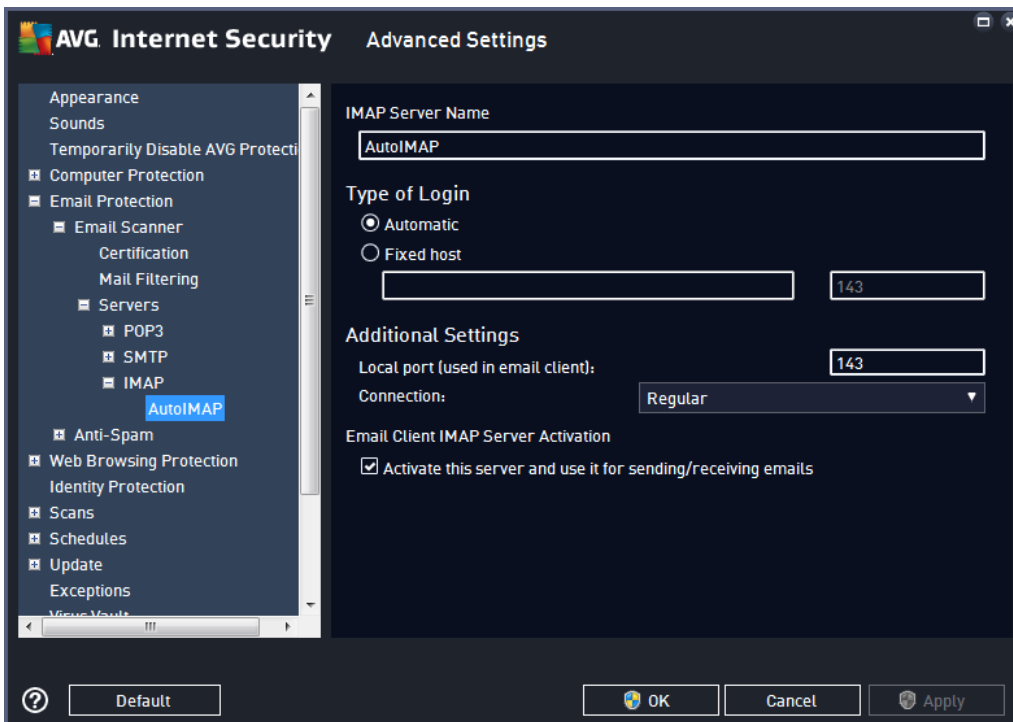 AVG Internet Security Advanced Settings
Appearance
Sounds
Temporarily Disable AVG Protecti
Computer Protection
Email Protection
Email Scanner
Certification
Mail Filtering
Servers
POP3
SMTP
IMAP
AutoIMAP
Anti-Spam
Web Browsing Protection
Identity Protection
Scans
Schedules
Update
Exceptions
Virus Vault
IMAP Server Name
AutoIMAP
Type of Login
Automatic
Fixed host
143
Additional Settings
Local port (used in email client): 143
Connection: Regular
Email Client IMAP Server Activation
Activate this server and use it for sending/receiving emails
? Default OK Cancel Apply